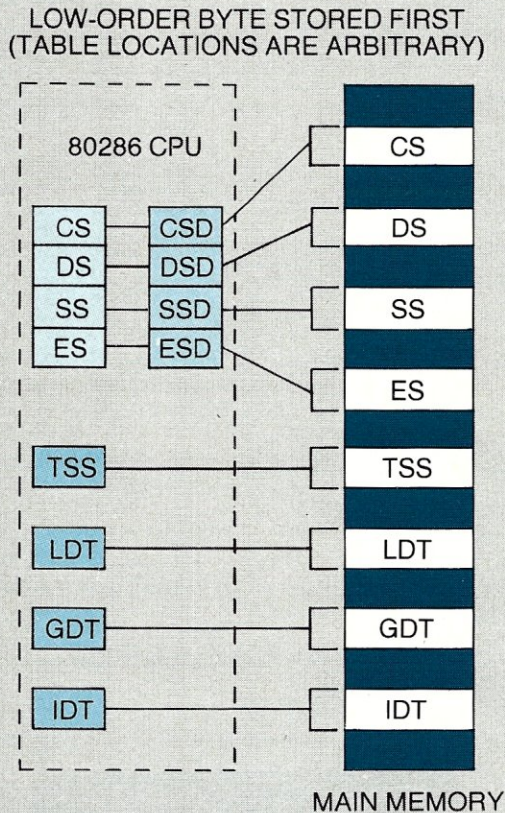 LOW-ORDER BYTE STORED FIRST
(TABLE LOCATIONS ARE ARBITRARY)
80286 CPU
CS CSD
DS DSD
SS SSD
ES ESD
TSS
LDT
GDT
IDT
CS
DS
SS
ES
TSS
LDT
GDT
IDT
MAIN MEMORY